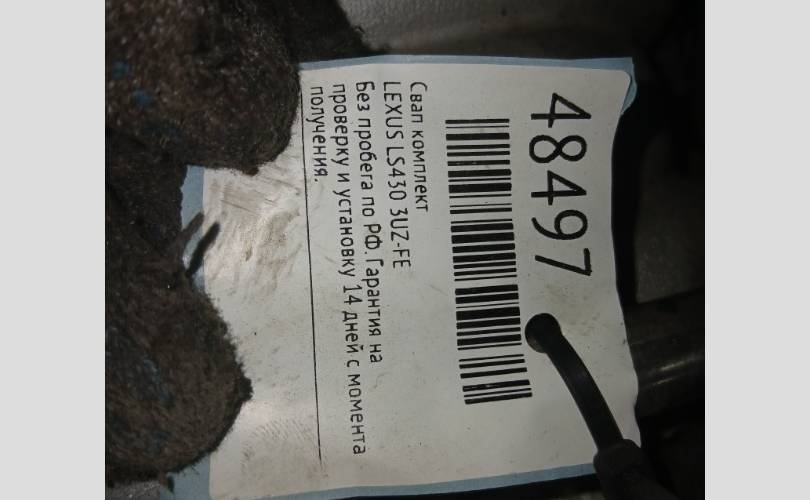 48497
Свап комплект
LEXUS LS430 3UZ-FE
Без пробега по РФ. Гарантия на
проверку и установку 14 дней с момента
получения.